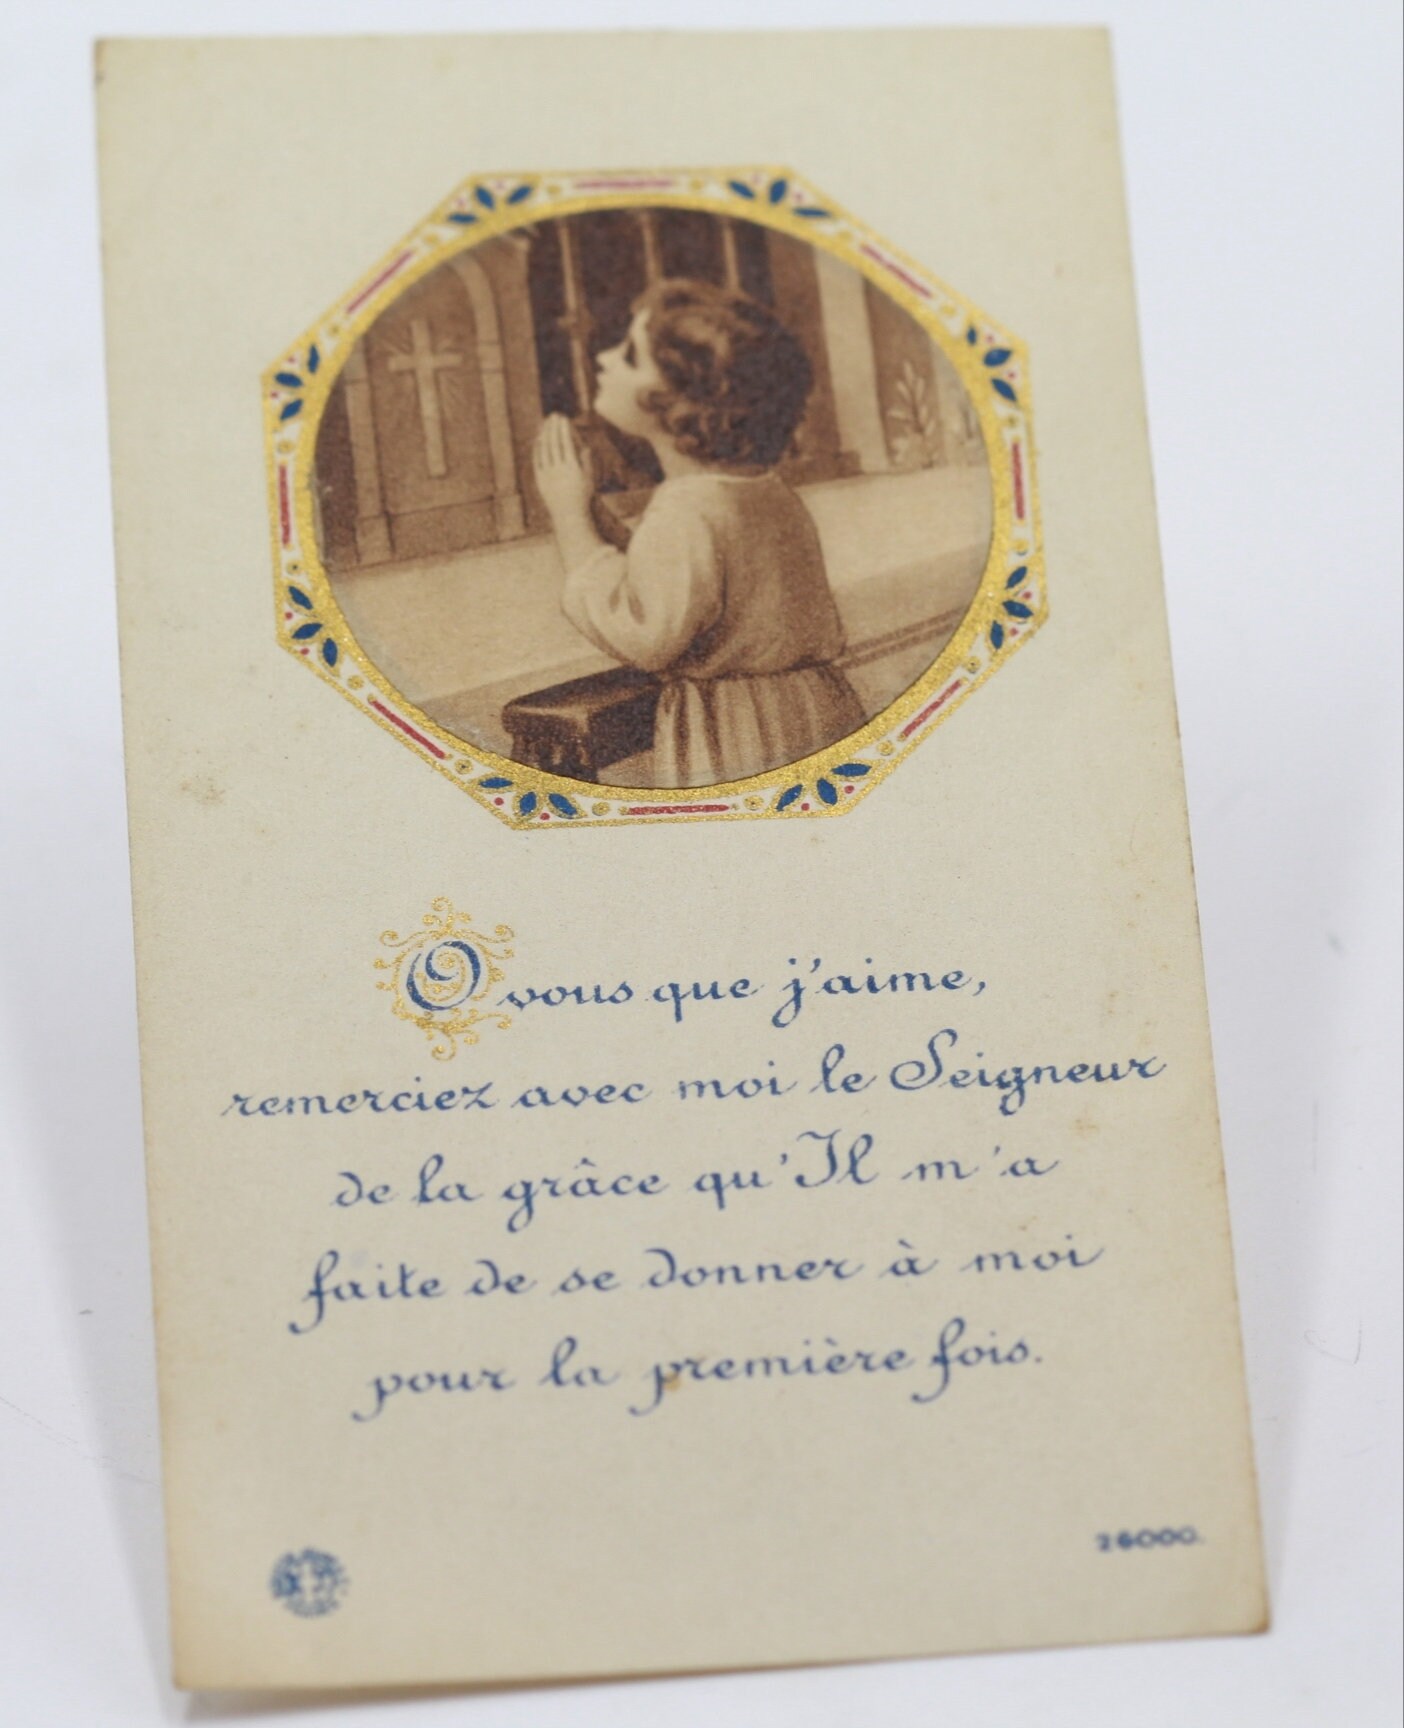 O vous que j'aime,
remerciez avec moi le Seigneur
de la grâce qu'Il m'a
faite de se donner à moi
pour la première fois.